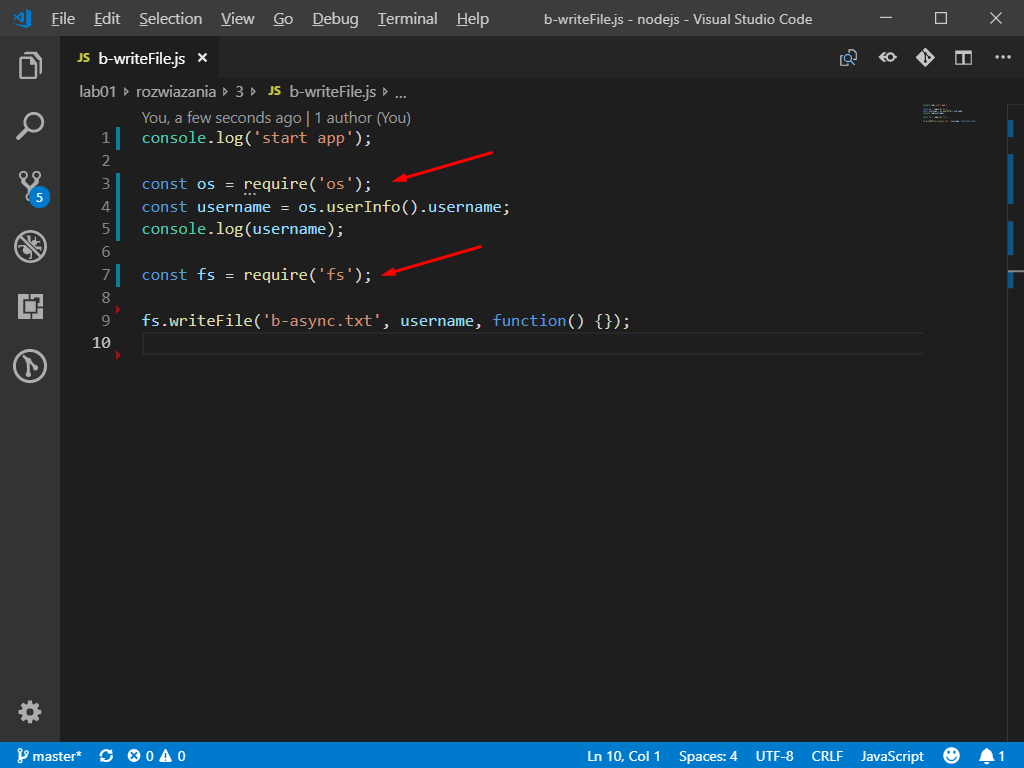 File Edit Selection View Go Debug Terminal Help b-writeFile.js - nodejs - Visual Studio Code
JS b-writeFile.js ×
lab01 › rozwiazania › 3 › JS b-writeFile.js › ...
You, a few seconds ago | 1 author (You)
1 console.log('start app');
2
3 const os = require('os');
4 const username = os.userInfo().username;
5 console.log(username);
6
7 const fs = require('fs');
8
9 fs.writeFile('b-async.txt', username, function() {});
10
5
master* 0 0 Ln 10, Col 1 Spaces: 4 UTF-8 CRLF JavaScript 1